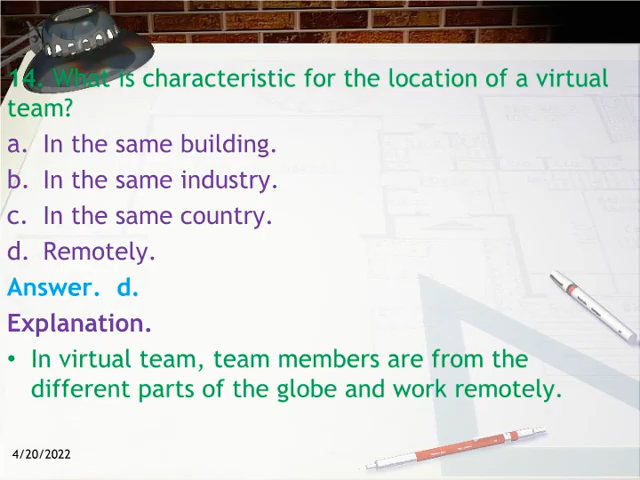 14. What is characteristic for the location of a virtual
team?
a. In the same building.
b. In the same industry.
c. In the same country.
d. Remotely.
Answer. d.
Explanation.
• In virtual team, team members are from the
different parts of the globe and work remotely.
4/20/2022